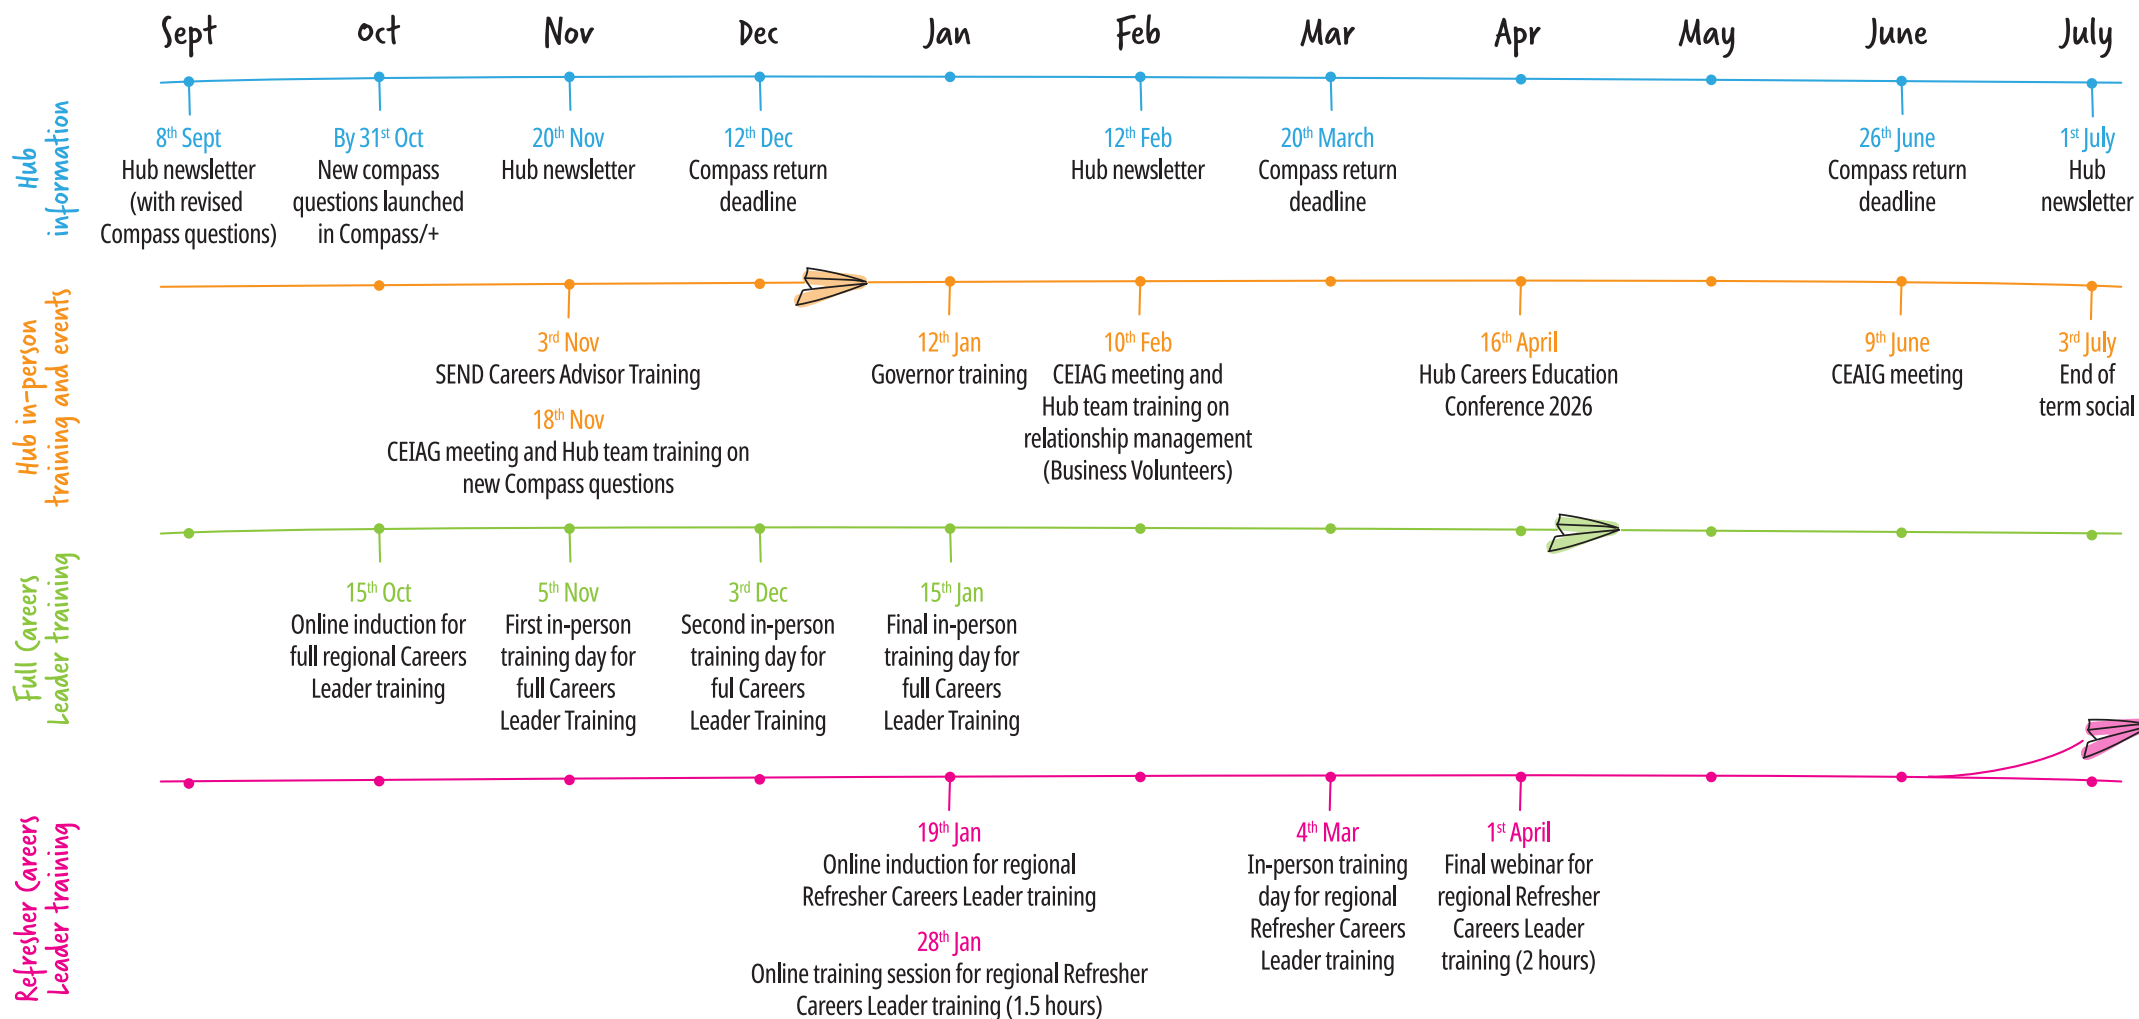 Sept Oct Nov Dec Jan Feb Mar Apr May June July
Hub
information
8th Sept
Hub newsletter
(with revised
Compass questions)
By 31st Oct
New compass
questions launched
in Compass/+
20th Nov
Hub newsletter
12th Dec
Compass return
deadline
12th Feb
Hub newsletter
20th March
Compass return
deadline
26th June
Compass return
deadline
1st July
Hub
newsletter
Hub in-person
training and events
3rd Nov
SEND Careers Advisor Training
18th Nov
CEIAG meeting and Hub team training on
new Compass questions
12th Jan
Governor training
10th Feb
CEIAG meeting and
Hub team training on
relationship management
(Business Volunteers)
16th April
Hub Careers Education
Conference 2026
9th June
CEAIG meeting
3rd July
End of
term social
Full Careers
Leader training
15th Oct
Online induction for
full regional Careers
Leader training
5th Nov
First in-person
training day for
full Careers
Leader Training
3rd Dec
Second in-person
training day for
ful Careers
Leader Training
15th Jan
Final in-person
training day for
full Careers
Leader Training
Refresher Careers
Leader training
19th Jan
Online induction for regional
Refresher Careers Leader training
28th Jan
Online training session for regional Refresher
Careers Leader training (1.5 hours)
4th Mar
In-person training
day for regional
Refresher Careers
Leader training
1st April
Final webinar for
regional Refresher
Careers Leader
training (2 hours)